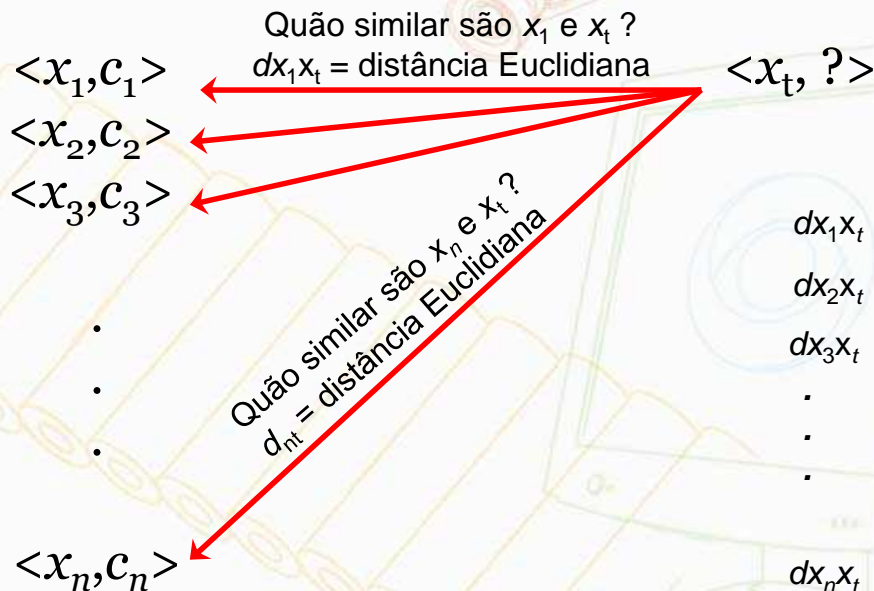 Quão similar são x₁ e xₜ ?
dx₁xₜ = distância Euclidiana
<x₁,c₁>
<xₜ, ?>
<x₂,c₂>
<x₃,c₃>
.
.
.
<xₙ,cₙ>
Quão similar são xₙ e xₜ ?
dₙₜ = distância Euclidiana
dx₁xₜ
dx₂xₜ
dx₃xₜ
.
.
.
dxₙxₜ